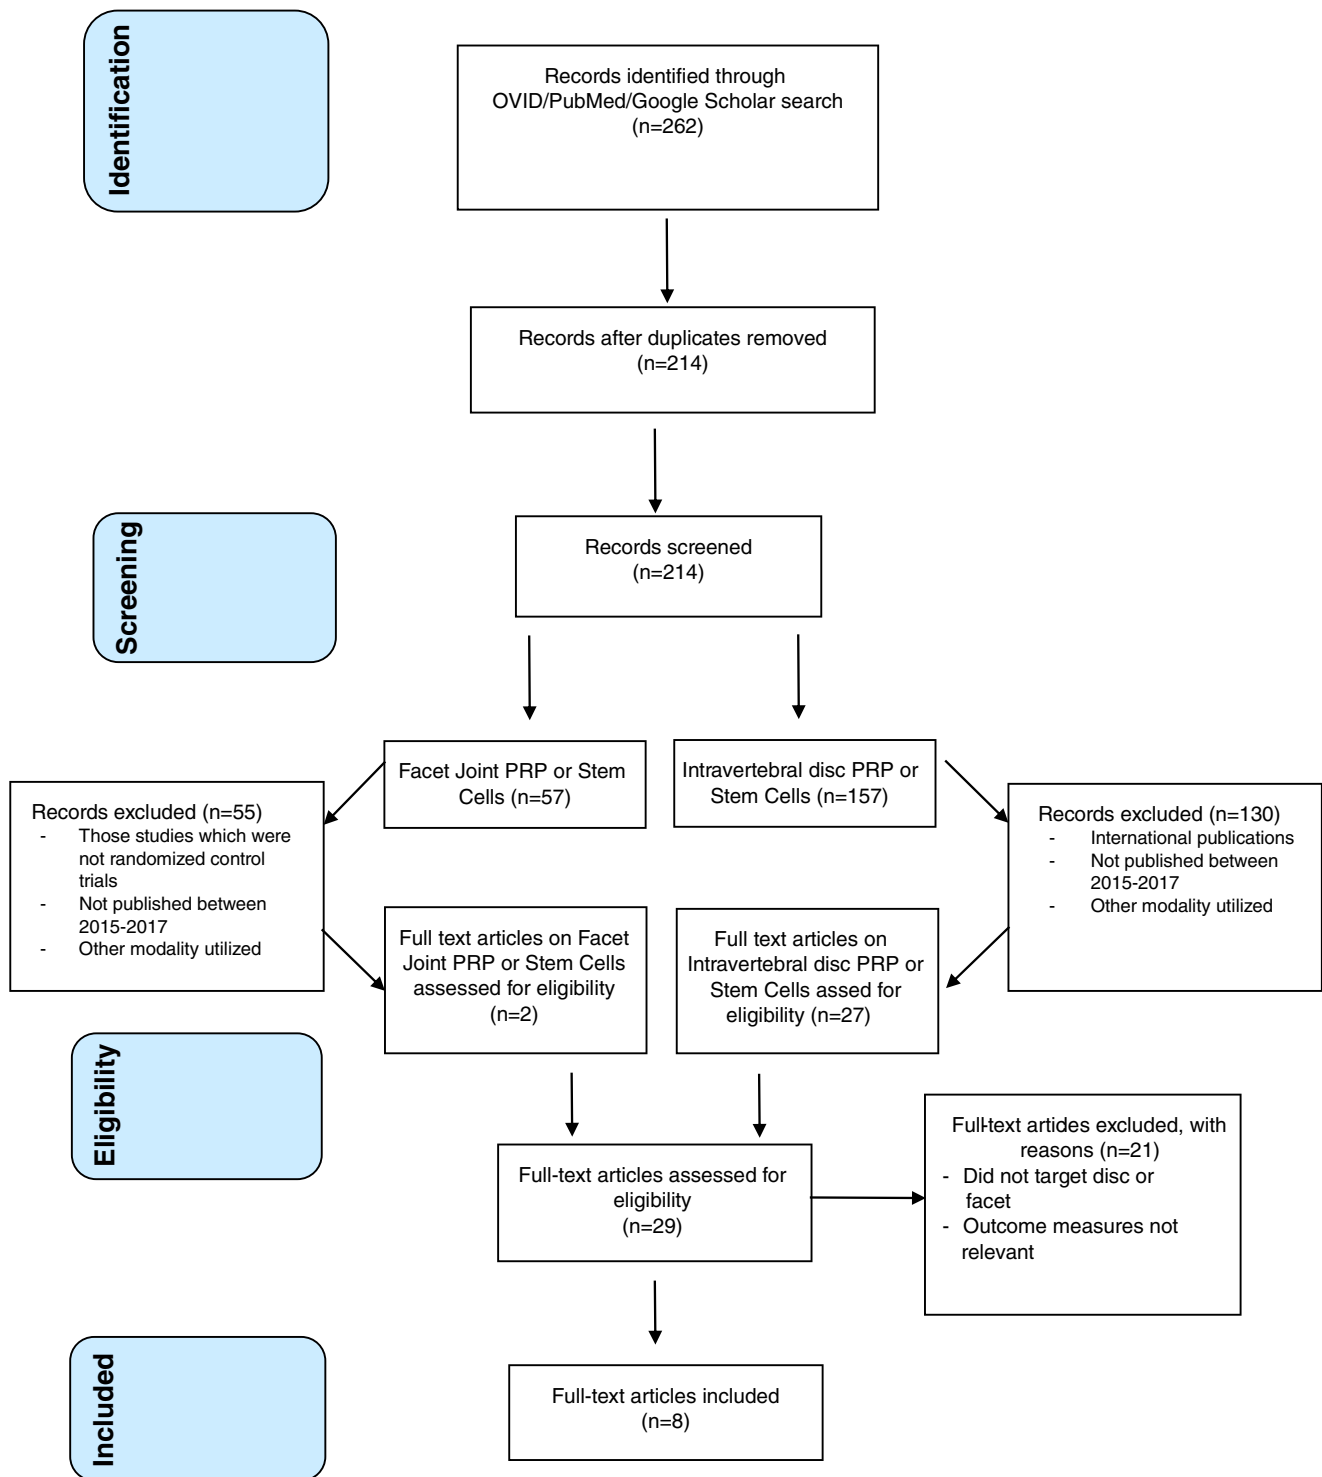 Identification
Records identified through
OVID/PubMed/Google Scholar search
(n=262)
Records after duplicates removed
(n=214)
Screening
Records screened
(n=214)
Facet Joint PRP or Stem
Cells (n=57)
Intravertebral disc PRP or
Stem Cells (n=157)
Records excluded (n=55)
- Those studies which were
not randomized control
trials
- Not published between
2015-2017
- Other modality utilized
Records excluded (n=130)
- International publications
- Not published between
2015-2017
- Other modality utilized
Full text articles on Facet
Joint PRP or Stem Cells
assessed for eligibility
(n=2)
Full text articles on
Intravertebral disc PRP or
Stem Cells assed for
eligibility (n=27)
Eligibility
Full-text articles assessed for
eligibility
(n=29)
Full-text artides excluded, with
reasons (n=21)
- Did not target disc or
facet
- Outcome measures not
relevant
Included
Full-text articles included
(n=8)